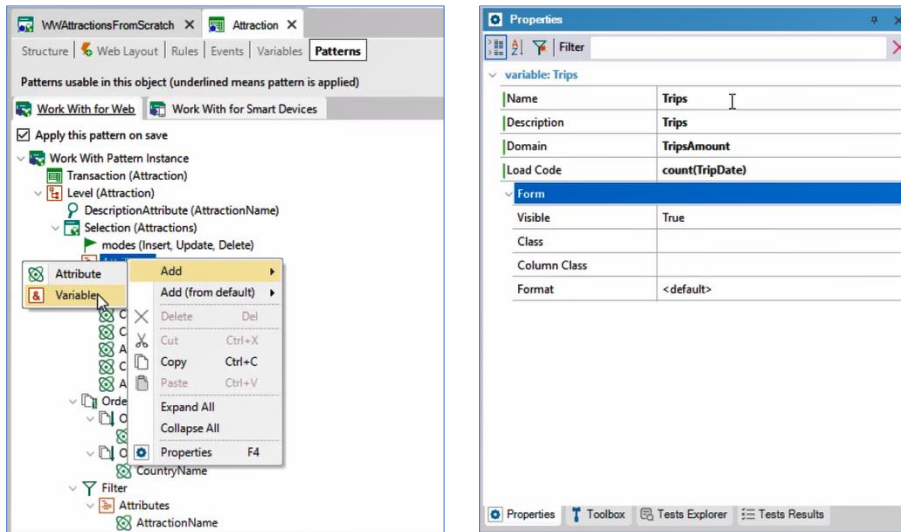 WWAttractionsFromScratch X Attraction X
Structure Web Layout Rules Events Variables Patterns
Patterns usable in this object (underlined means pattern is applied)
Work With for Web Work With for Smart Devices
Apply this pattern on save
Work With Pattern Instance
Transaction (Attraction)
Level (Attraction)
DescriptionAttribute (AttractionName)
Selection (Attractions)
modes (Insert, Update, Delete)
Attribute
Variable
Add
Add (from default)
Delete Del
Cut Ctrl+X
Copy Ctrl+C
Paste Ctrl+V
Expand All
Collapse All
Properties F4
C
C
A
C
A
Orde
O
O
CountryName
Filter
Attributes
AttractionName
Properties
Filter
variable: Trips
Name Trips
Description Trips
Domain TripsAmount
Load Code count(TripDate)
Form
Visible True
Class
Column Class
Format <default>
Properties Toolbox Tests Explorer Tests Results